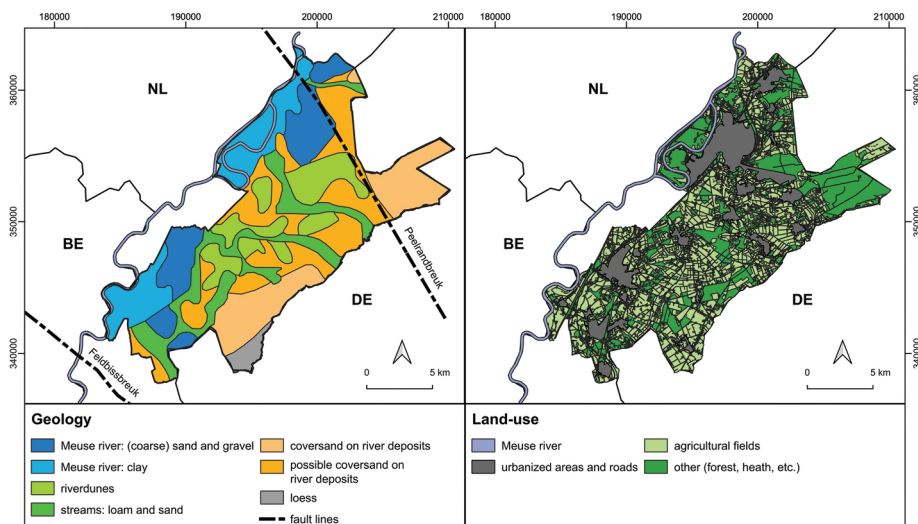 180000 190000 200000 210000
180000 190000 200000 210000
360000
350000
340000
NL
BE
DE
Peelrandbreuk
Feldbissbreuk
0 5 km
NL
BE
DE
360000
350000
340000
0 5 km
Geology
Meuse river: (coarse) sand and gravel
Meuse river: clay
riverdunes
streams: loam and sand
coversand on river deposits
possible coversand on
river deposits
loess
fault lines
Land-use
Meuse river
urbanized areas and roads
agricultural fields
other (forest, heath, etc.)